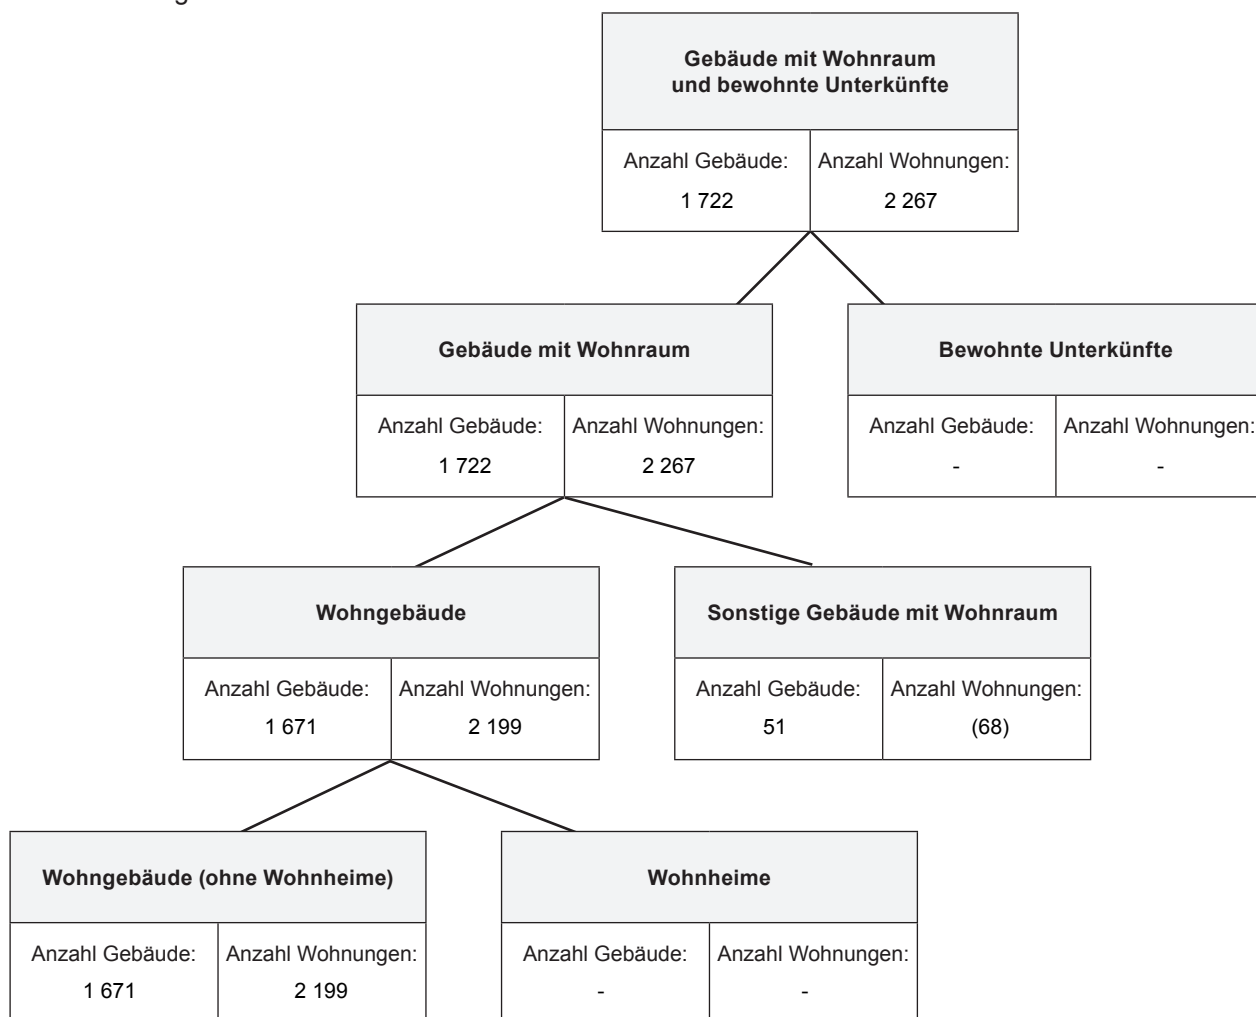 Gebäude mit Wohnraum
und bewohnte Unterkünfte
Anzahl Gebäude: Anzahl Wohnungen:
1 722 2 267
Gebäude mit Wohnraum
Anzahl Gebäude: Anzahl Wohnungen:
1 722 2 267
Bewohnte Unterkünfte
Anzahl Gebäude: Anzahl Wohnungen:
- -
Wohngebäude
Anzahl Gebäude: Anzahl Wohnungen:
1 671 2 199
Sonstige Gebäude mit Wohnraum
Anzahl Gebäude: Anzahl Wohnungen:
51 (68)
Wohngebäude (ohne Wohnheime)
Anzahl Gebäude: Anzahl Wohnungen:
1 671 2 199
Wohnheime
Anzahl Gebäude: Anzahl Wohnungen:
- -